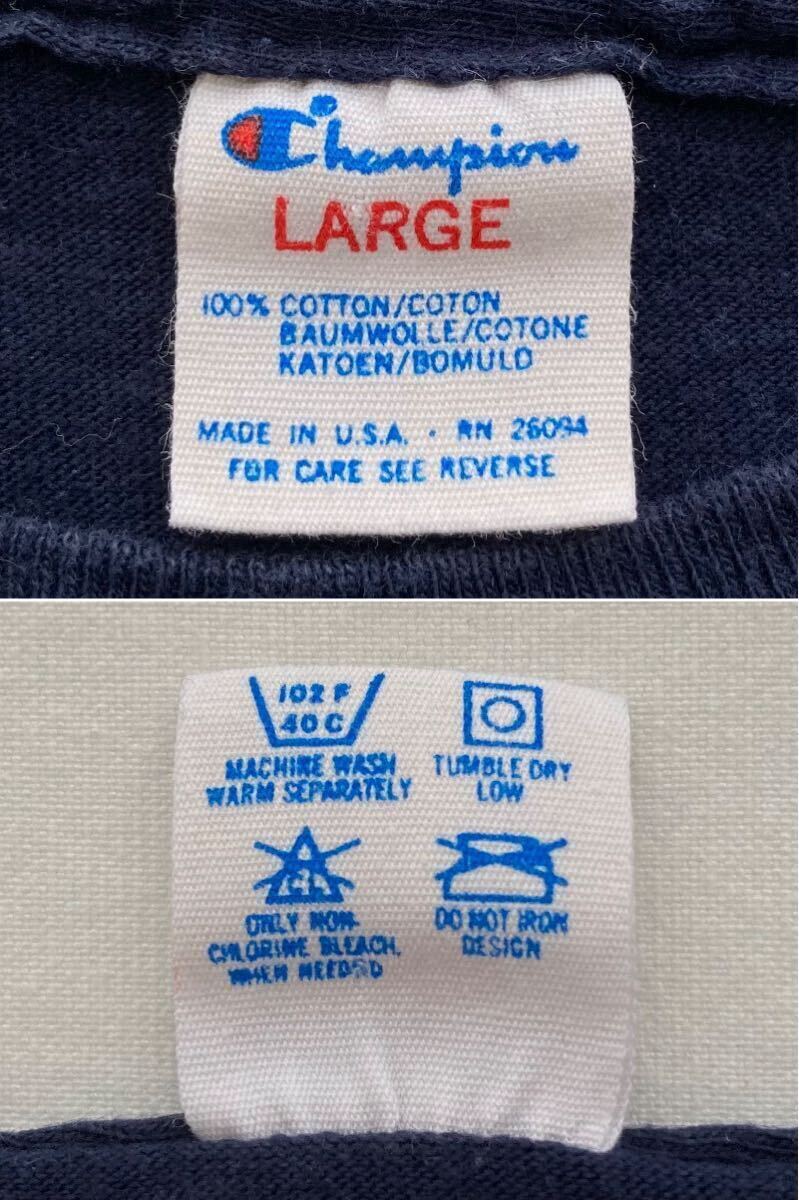 Champion
LARGE
100% COTTON/COTON
BAUMWOLLE/COTONE
KATOEN/BOMULD
MADE IN U.S.A. · RN 26094
FOR CARE SEE REVERSE
102 F
40 C
MACHINE WASH
WARM SEPARATELY
TUMBLE DRY
LOW
CL
ONLY NON-
CHLORINE BLEACH,
WHEN NEEDED
DO NOT IRON
DESIGN